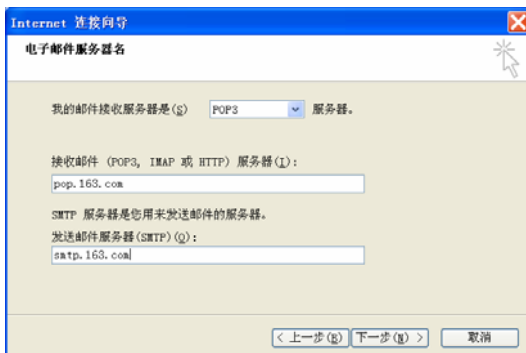 Internet 连接向导
电子邮件服务器名
我的邮件接收服务器是(S) POP3 服务器。
接收邮件 (POP3, IMAP 或 HTTP) 服务器(I):
pop.163.com
SMTP 服务器是您用来发送邮件的服务器。
发送邮件服务器(SMTP)(O):
smtp.163.com
< 上一步(B) 下一步(N) > 取消